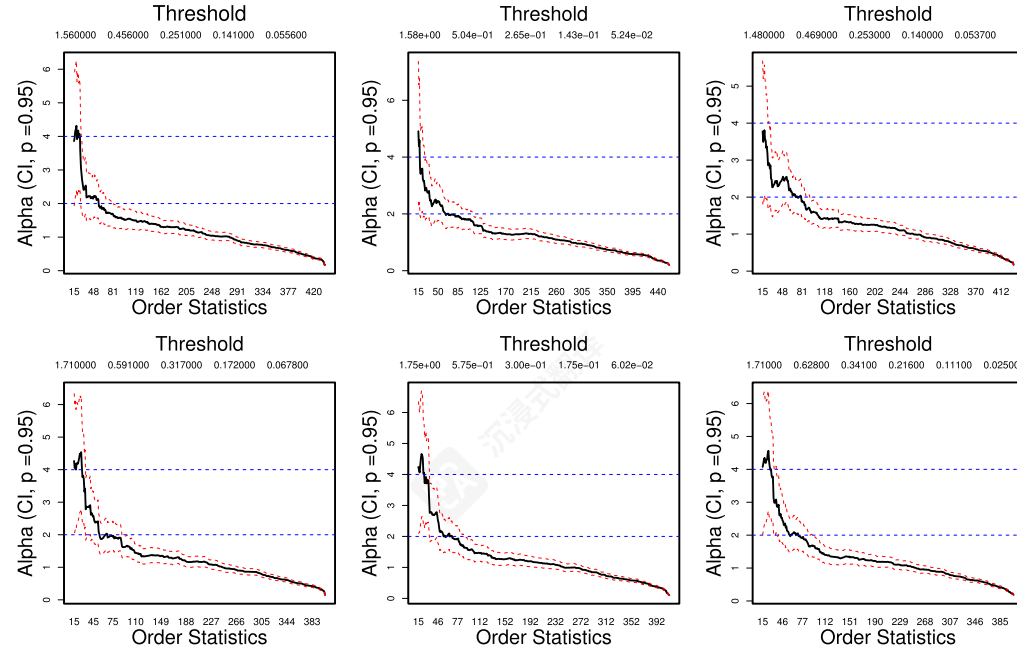 Threshold
1.560000 0.456000 0.251000 0.141000 0.055600
Alpha (CI, p =0.95)
0 1 2 3 4 5 6
15 48 81 119 162 205 248 291 334 377 420
Order Statistics
Threshold
1.58e+00 5.04e−01 2.65e−01 1.43e−01 5.24e−02
Alpha (CI, p =0.95)
0 2 4 6
15 50 85 125 170 215 260 305 350 395 440
Order Statistics
Threshold
1.480000 0.469000 0.253000 0.140000 0.053700
Alpha (CI, p =0.95)
0 1 2 3 4 5
15 48 81 118 160 202 244 286 328 370 412
Order Statistics
Threshold
1.710000 0.591000 0.317000 0.172000 0.067800
Alpha (CI, p =0.95)
0 1 2 3 4 5 6
15 45 75 110 149 188 227 266 305 344 383
Order Statistics
Threshold
1.75e+00 5.75e−01 3.00e−01 1.75e−01 6.02e−02
Alpha (CI, p =0.95)
0 1 2 3 4 5 6
15 46 77 112 152 192 232 272 312 352 392
Order Statistics
Threshold
1.71000 0.62800 0.34100 0.21600 0.11100 0.02500
Alpha (CI, p =0.95)
0 1 2 3 4 5 6
15 46 77 112 151 190 229 268 307 346 385
Order Statistics
沉浸式翻译